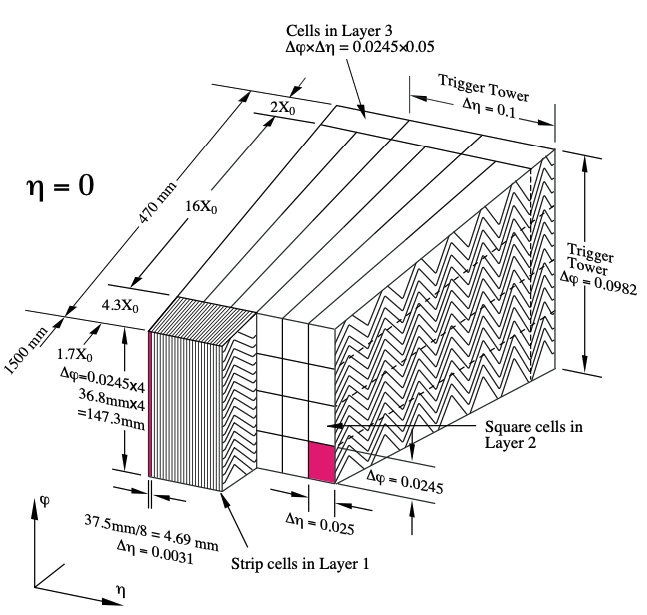 Cells in Layer 3
Δφ×Δη = 0.0245×0.05
Trigger Tower
Δη = 0.1
2X₀
η = 0
470 mm
16X₀
Trigger
Tower
Δφ = 0.0982
4.3X₀
1500 mm
1.7X₀
Δφ=0.0245x4
36.8mmx4
=147.3mm
Square cells in
Layer 2
Δφ = 0.0245
Δη = 0.025
37.5mm/8 = 4.69 mm
Δη = 0.0031
Strip cells in Layer 1
φ
η